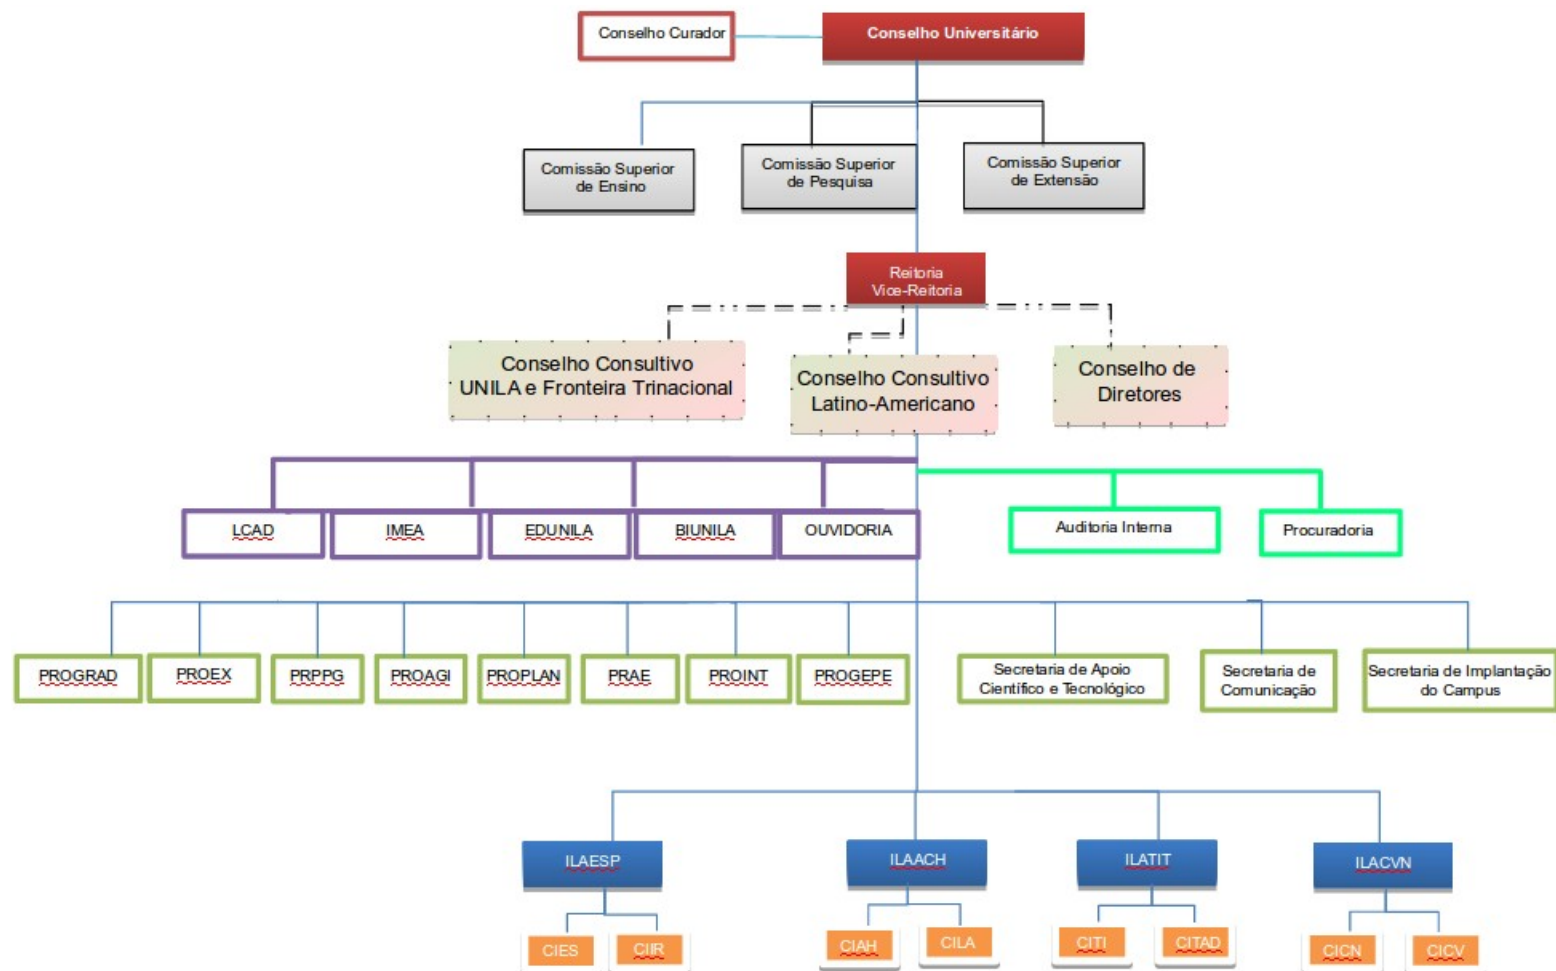 Conselho Curador
Conselho Universitário
Comissão Superior
de Ensino
Comissão Superior
de Pesquisa
Comissão Superior
de Extensão
Reitoria
Vice-Reitoria
Conselho Consultivo
UNILA e Fronteira Trinacional
Conselho Consultivo
Latino-Americano
Conselho de
Diretores
LCAD
IMEA
EDUNILA
BIUNILA
OUVIDORIA
Auditoria Interna
Procuradoria
PROGRAD
PROEX
PRPPG
PROAGI
PROPLAN
PRAE
PROINT
PROGEPE
Secretaria de Apoio
Científico e Tecnológico
Secretaria de
Comunicação
Secretaria de Implantação
do Campus
ILAESP
ILAACH
ILATIT
ILACVN
CIES
CIIR
CIAH
CILA
CITI
CITAD
CICN
CICV